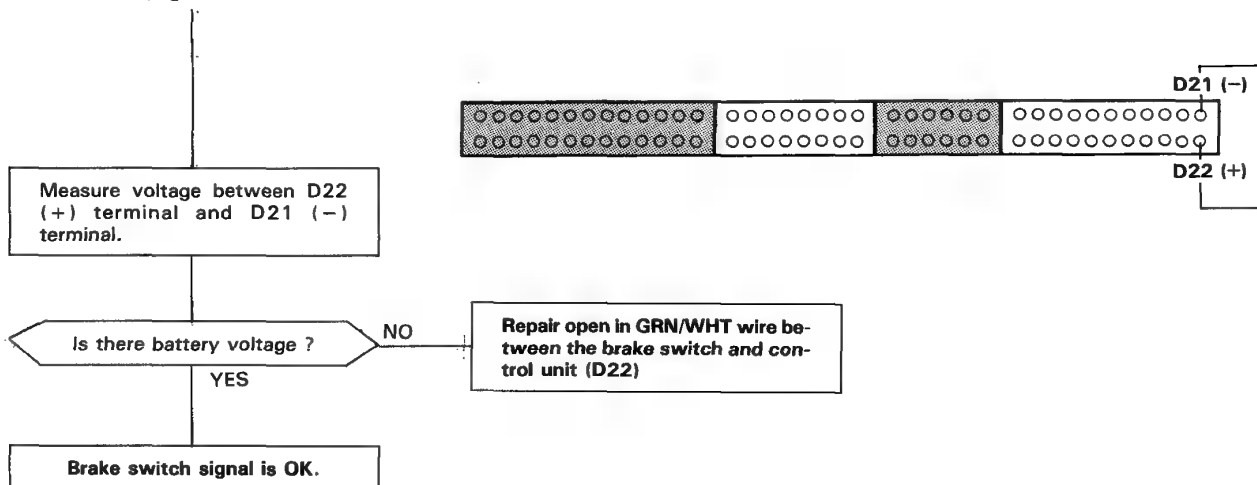 D21 (−)
D22 (+)
Measure voltage between D22
(+) terminal and D21 (−)
terminal.
Is there battery voltage ?
NO
YES
Repair open in GRN/WHT wire be-
tween the brake switch and con-
trol unit (D22)
Brake switch signal is OK.